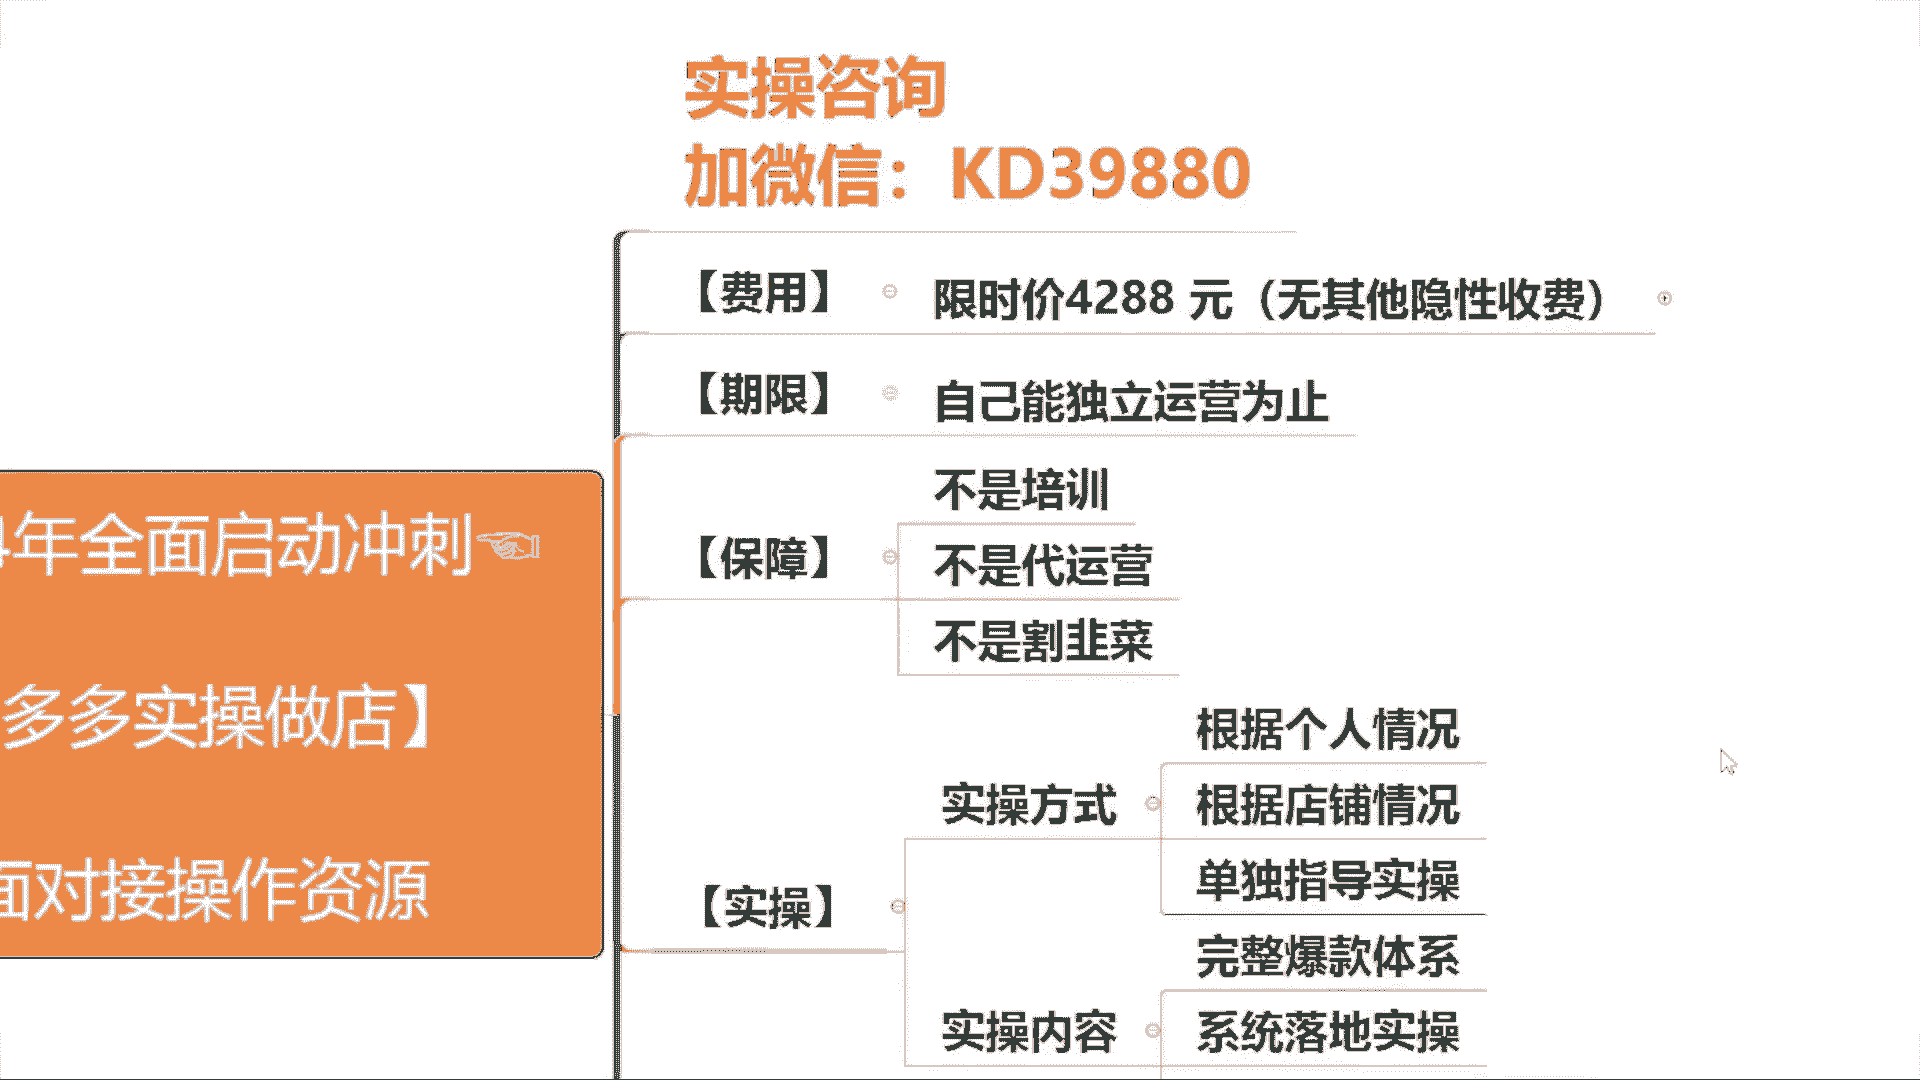 实操咨询
加微信：KD39880
【费用】 限时价4288 元（无其他隐性收费）
【期限】 自己能独立运营为止
【保障】
不是培训
不是代运营
不是割韭菜
年全面启动冲刺☜
多多实操做店】
面对接操作资源
【实操】
实操方式
根据个人情况
根据店铺情况
单独指导实操
实操内容
完整爆款体系
系统落地实操